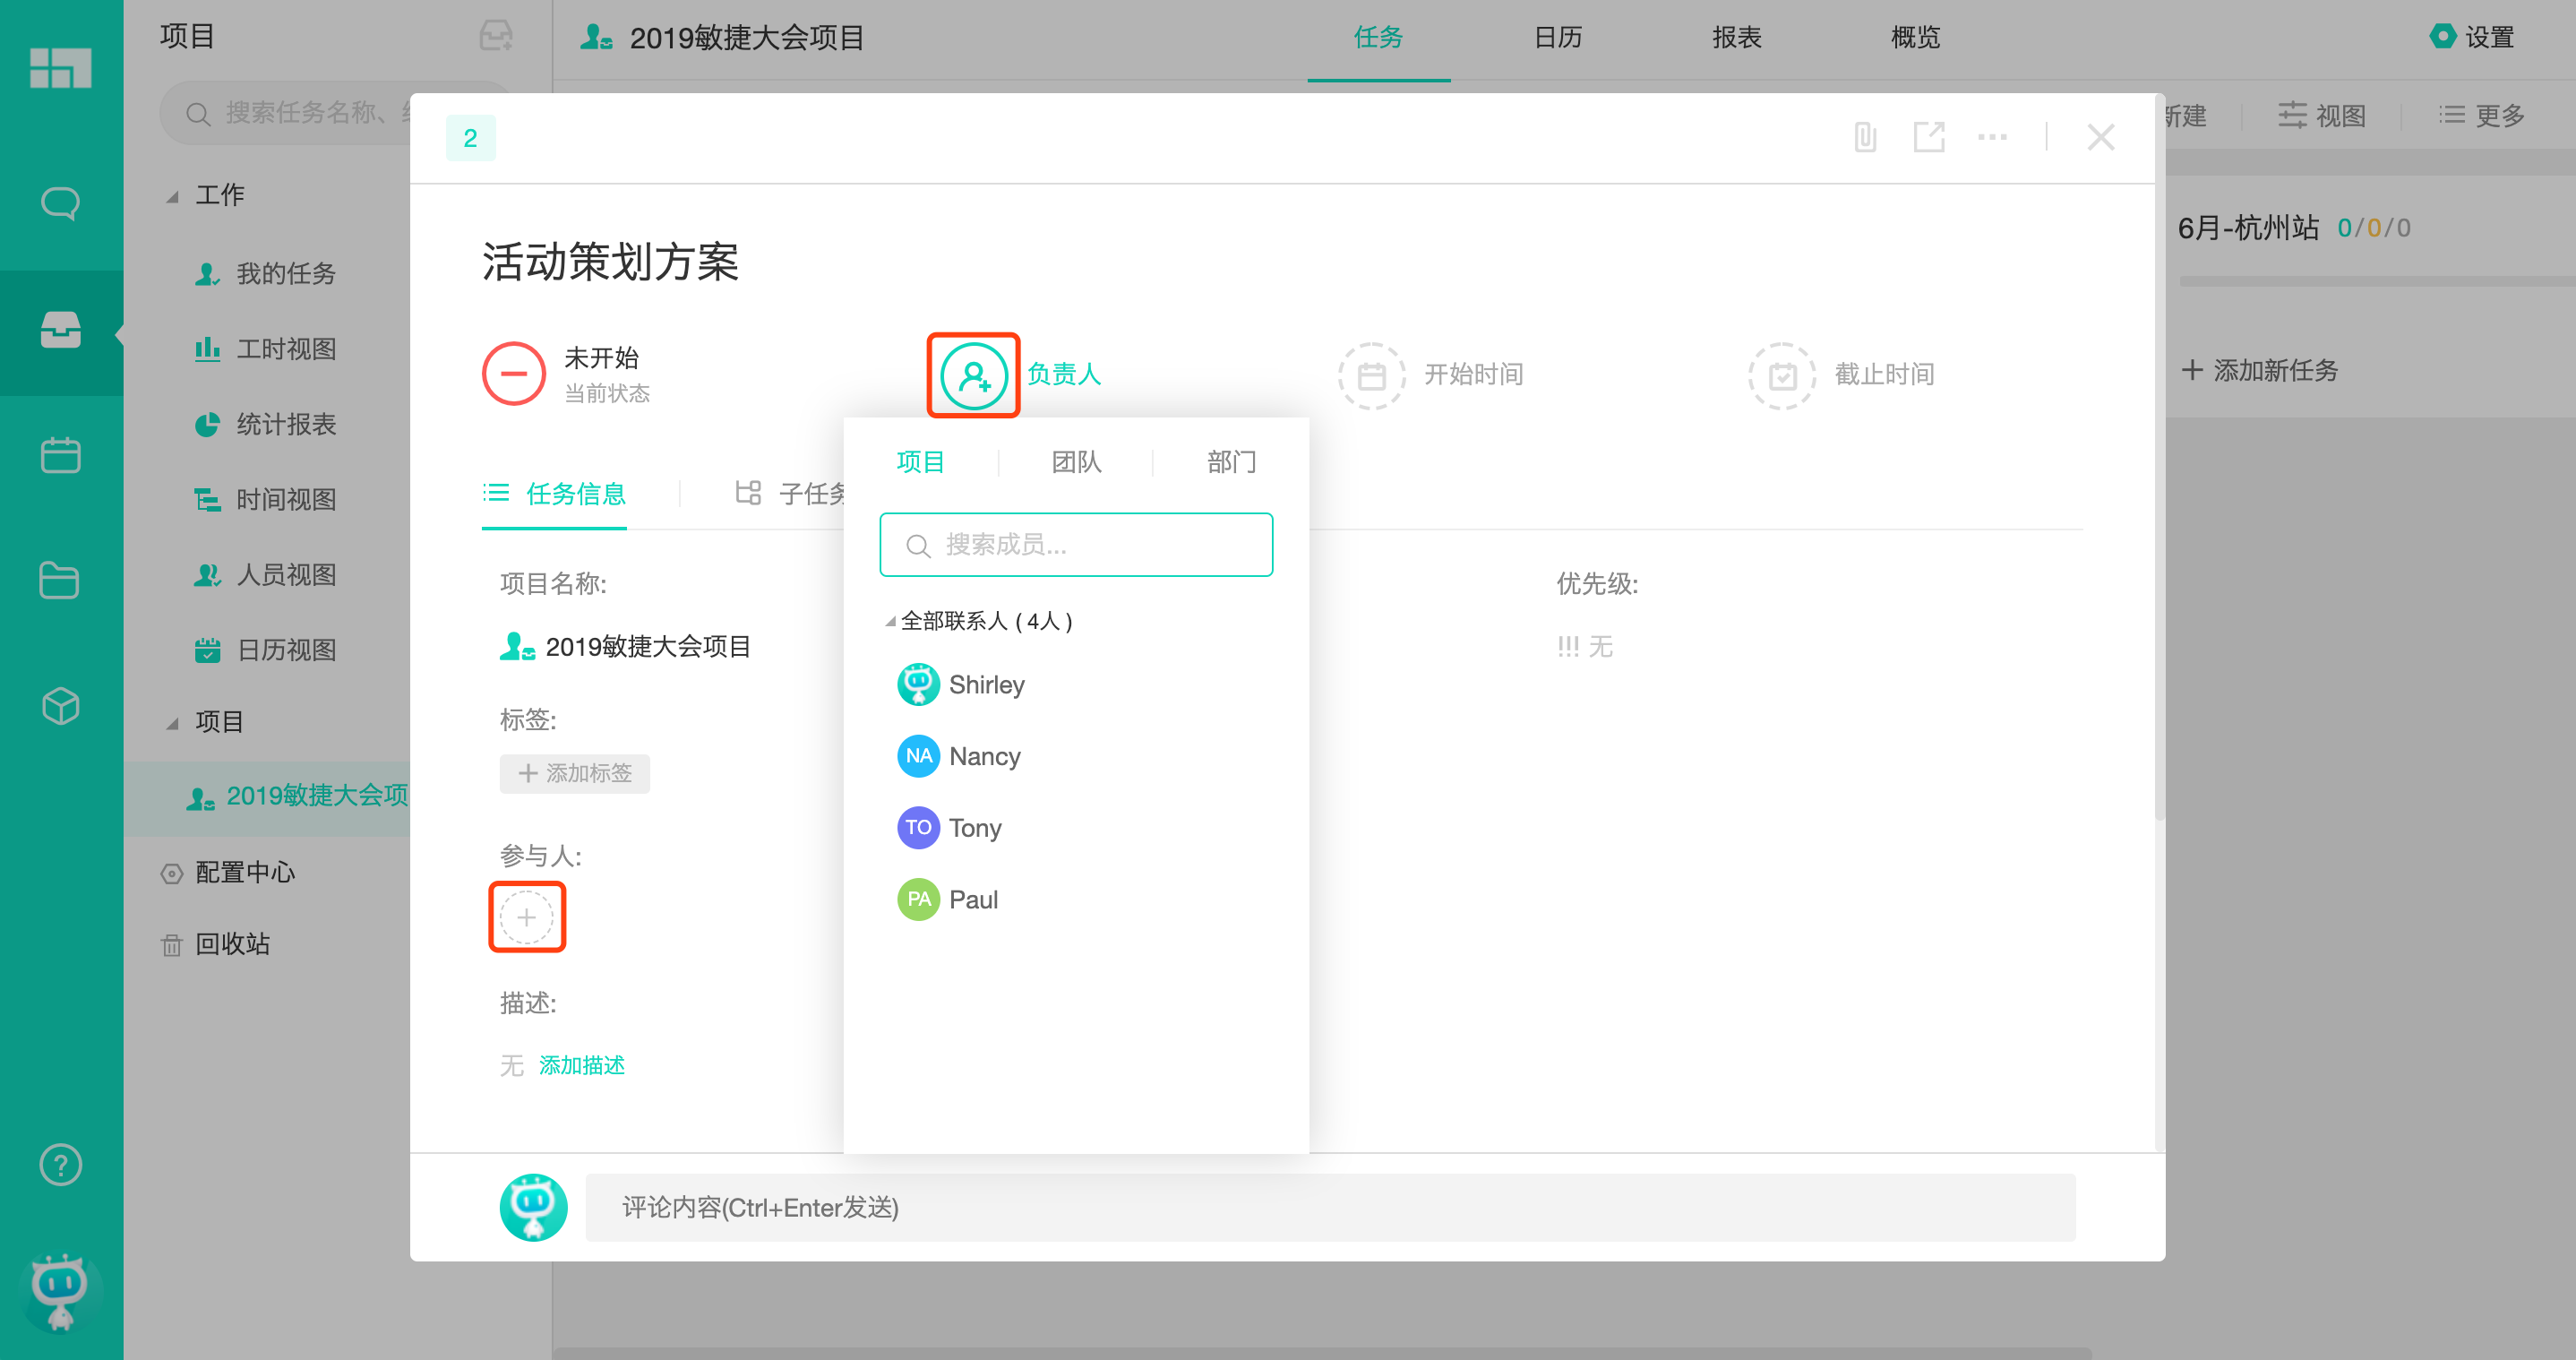 项目
搜索任务名称、
工作
我的任务
工时视图
统计报表
时间视图
人员视图
日历视图
项目
2019敏捷大会项
配置中心
回收站
?
2019敏捷大会项目
任务
日历
报表
概览
设置
新建
视图
更多
6月-杭州站 0/0/0
添加新任务
2
活动策划方案
未开始
当前状态
负责人
开始时间
截止时间
任务信息
子任务
项目名称:
2019敏捷大会项目
标签:
添加标签
参与人:
描述:
无 添加描述
优先级:
!!! 无
项目
团队
部门
搜索成员...
全部联系人 ( 4人 )
Shirley
NA Nancy
TO Tony
PA Paul
评论内容(Ctrl+Enter发送)